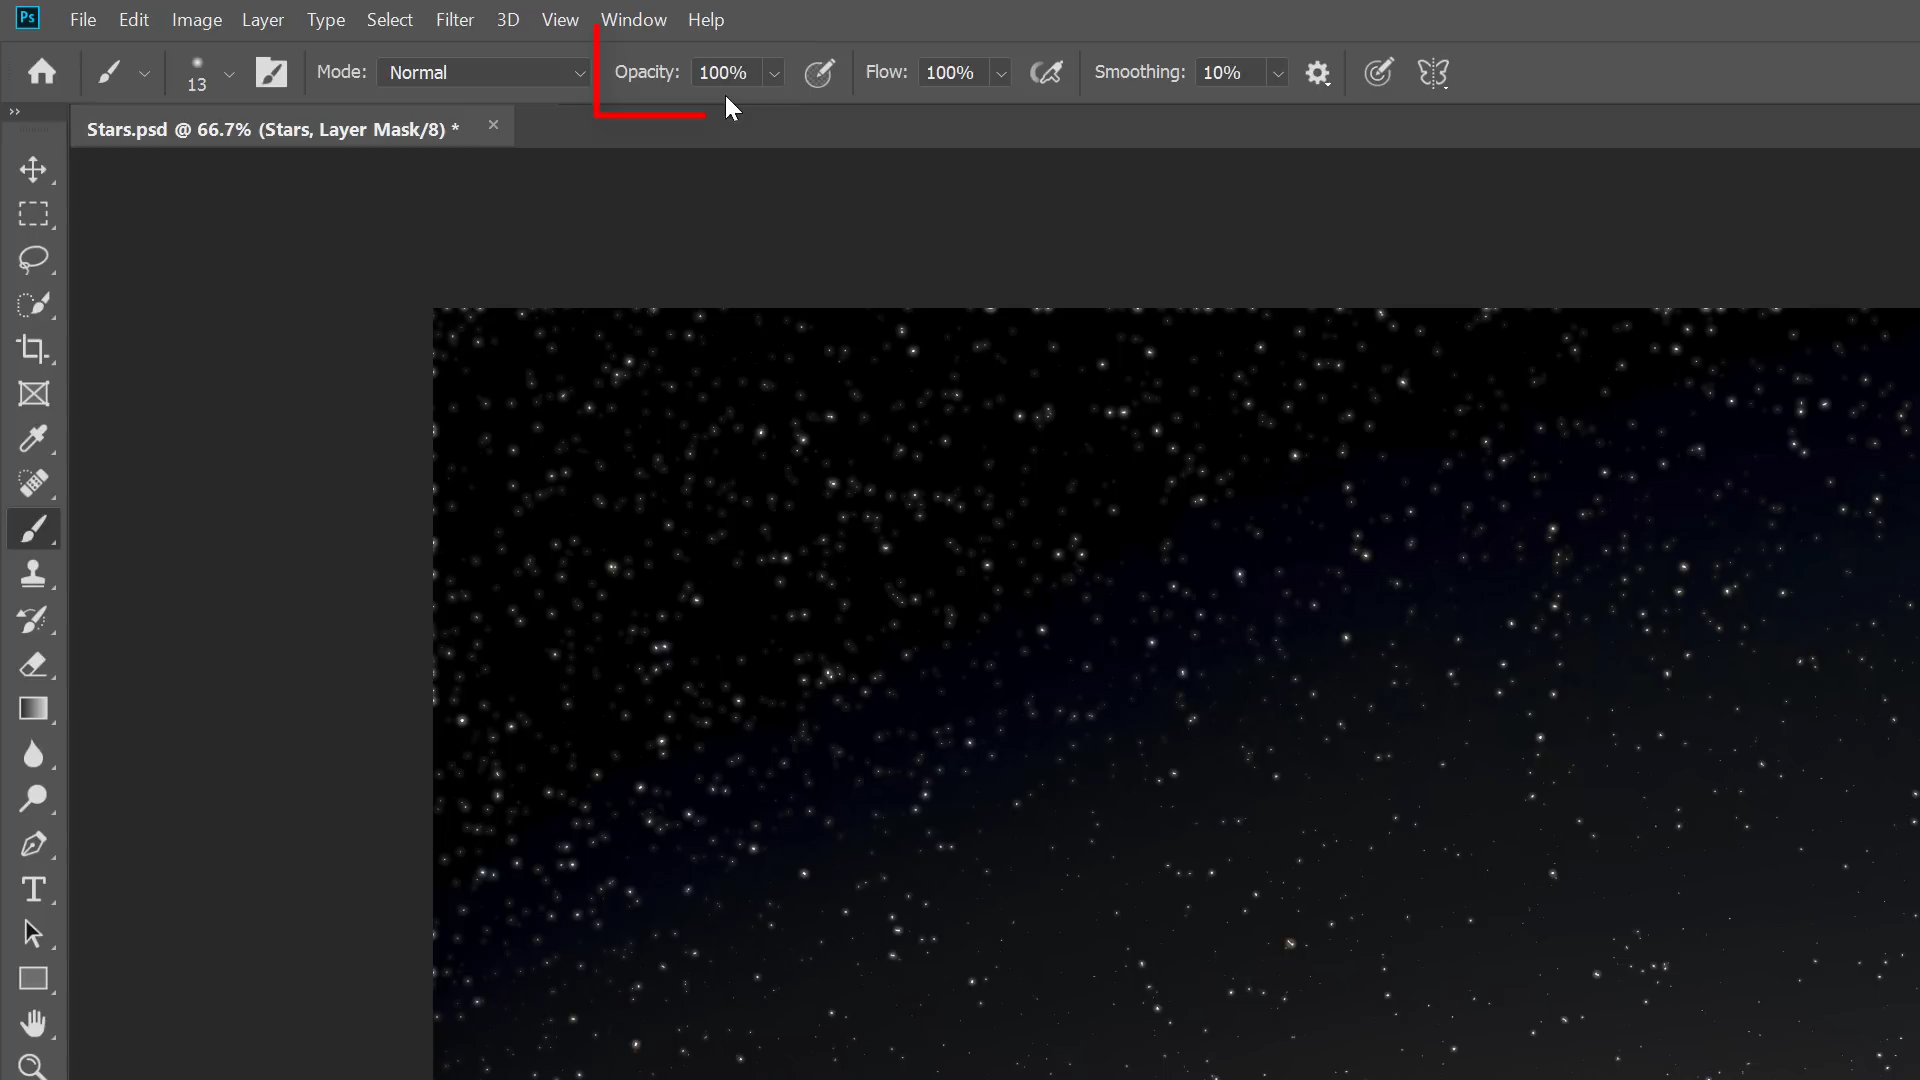 Ps File Edit Image Layer Type Select Filter 3D View Window Help
13 Mode: Normal Opacity: 100% Flow: 100% Smoothing: 10%
Stars.psd @ 66.7% (Stars, Layer Mask/8) *